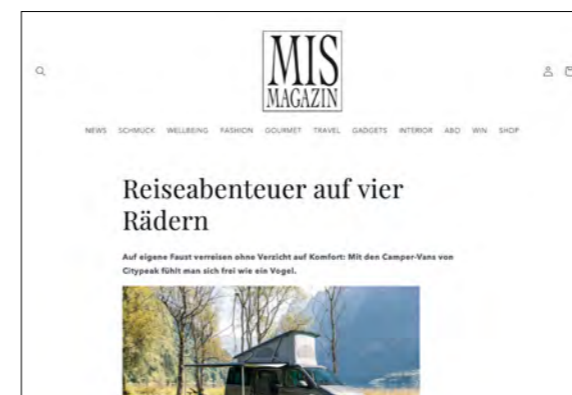 MIS
MAGAZIN
NEWS SCHMUCK WELLBEING FASHION GOURMET TRAVEL GADGETS INTERIOR ABO WIN SHOP
Reiseabenteuer auf vier
Rädern
Auf eigene Faust verreisen ohne Verzicht auf Komfort: Mit den Camper-Vans von
Citypeak fühlt man sich frei wie ein Vogel.